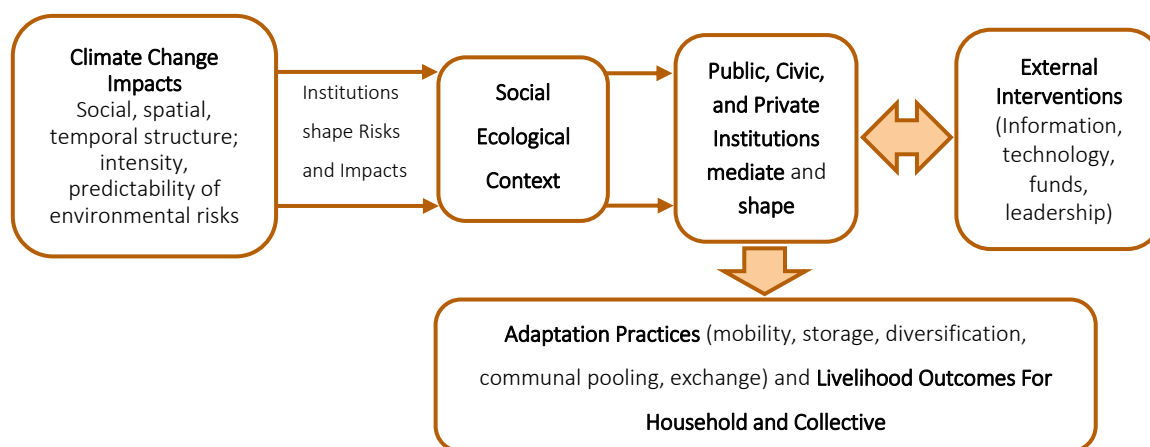 Climate Change
Impacts
Social, spatial,
temporal structure;
intensity,
predictability of
environmental risks
Institutions
shape Risks
and Impacts
Social
Ecological
Context
Public, Civic,
and Private
Institutions
mediate and
shape
External
Interventions
(Information,
technology,
funds,
leadership)
Adaptation Practices (mobility, storage, diversification,
communal pooling, exchange) and Livelihood Outcomes For
Household and Collective